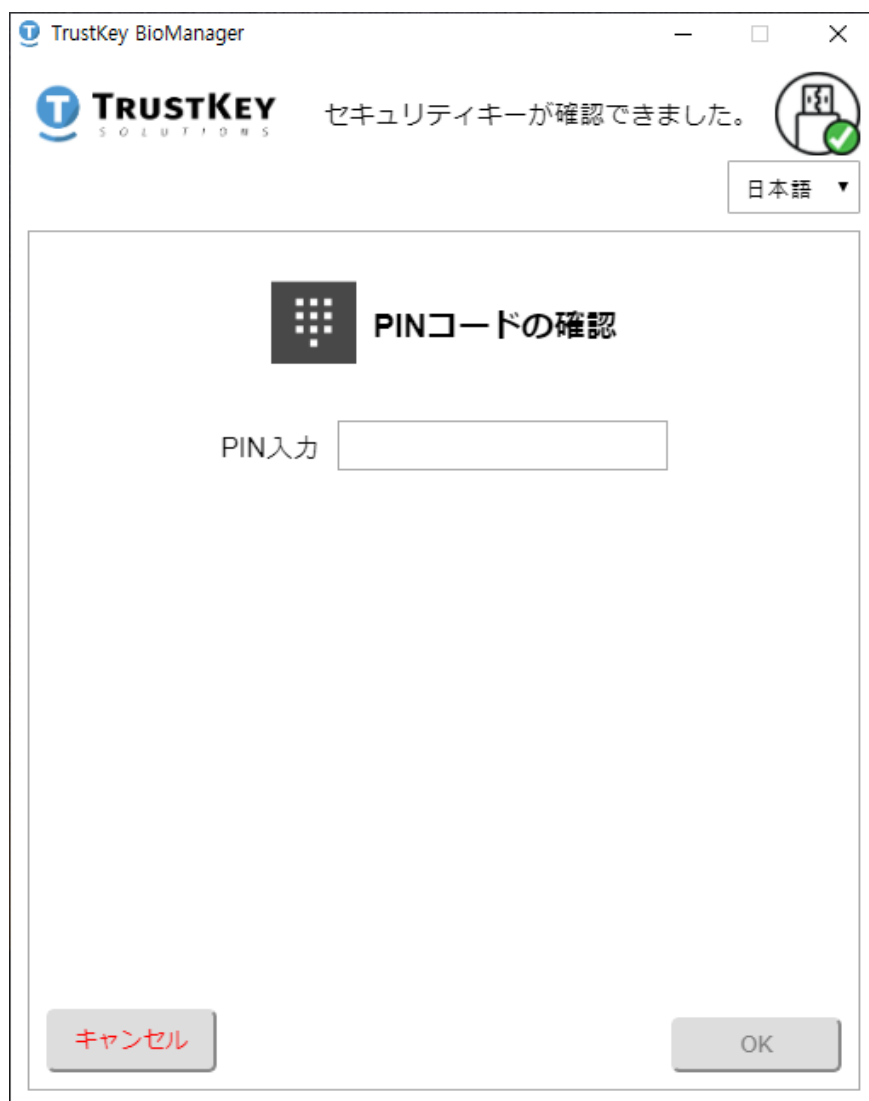 TrustKey BioManager
TRUSTKEY
SOLUTIONS
セキュリティキーが確認できました。
日本語
PINコードの確認
PIN入力
キャンセル
OK